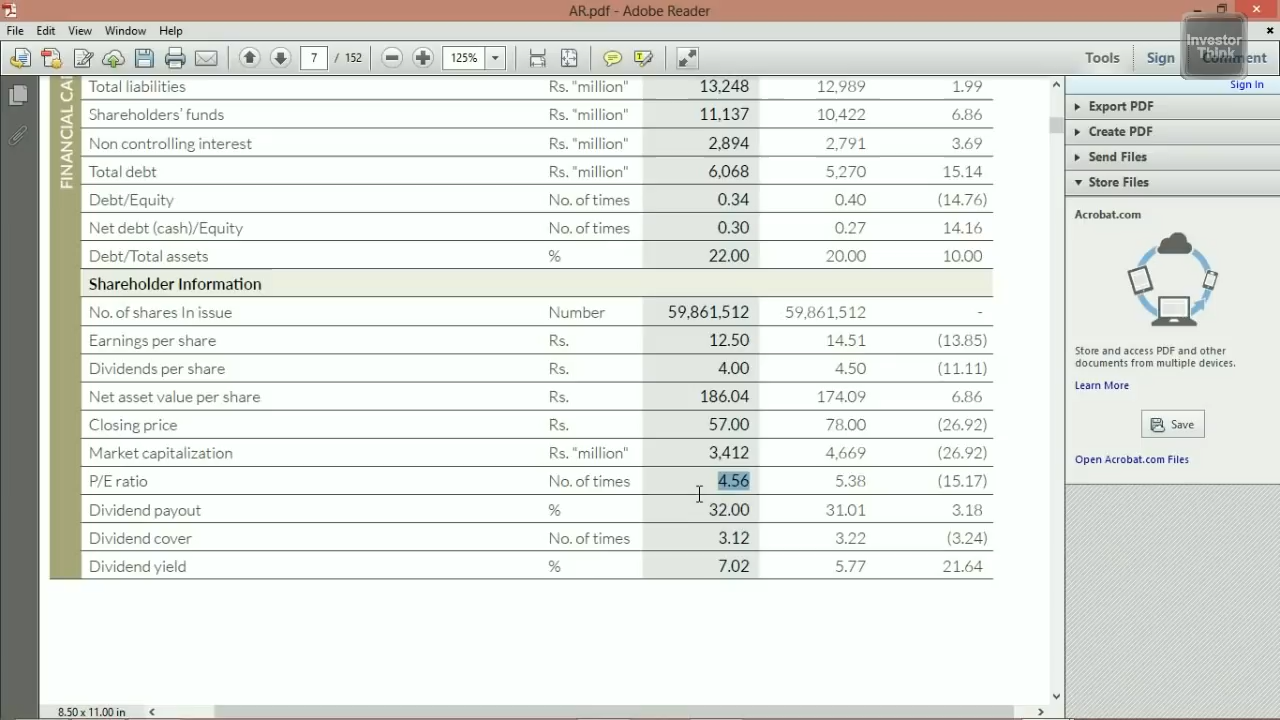 AR.pdf - Adobe Reader
File Edit View Window Help
7 / 152 125% Tools Sign Comment
Investor
Think
Sign In
FINANCIAL CA
Total liabilities Rs. "million" 13,248 12,989 1.99
Shareholders' funds Rs. "million" 11,137 10,422 6.86
Non controlling interest Rs. "million" 2,894 2,791 3.69
Total debt Rs. "million" 6,068 5,270 15.14
Debt/Equity No. of times 0.34 0.40 (14.76)
Net debt (cash)/Equity No. of times 0.30 0.27 14.16
Debt/Total assets % 22.00 20.00 10.00
Shareholder Information
No. of shares In issue Number 59,861,512 59,861,512 -
Earnings per share Rs. 12.50 14.51 (13.85)
Dividends per share Rs. 4.00 4.50 (11.11)
Net asset value per share Rs. 186.04 174.09 6.86
Closing price Rs. 57.00 78.00 (26.92)
Market capitalization Rs. "million" 3,412 4,669 (26.92)
P/E ratio No. of times 4.56 5.38 (15.17)
Dividend payout % 32.00 31.01 3.18
Dividend cover No. of times 3.12 3.22 (3.24)
Dividend yield % 7.02 5.77 21.64
Export PDF
Create PDF
Send Files
Store Files
Acrobat.com
Store and access PDF and other
documents from multiple devices.
Learn More
Save
Open Acrobat.com Files
8.50 x 11.00 in